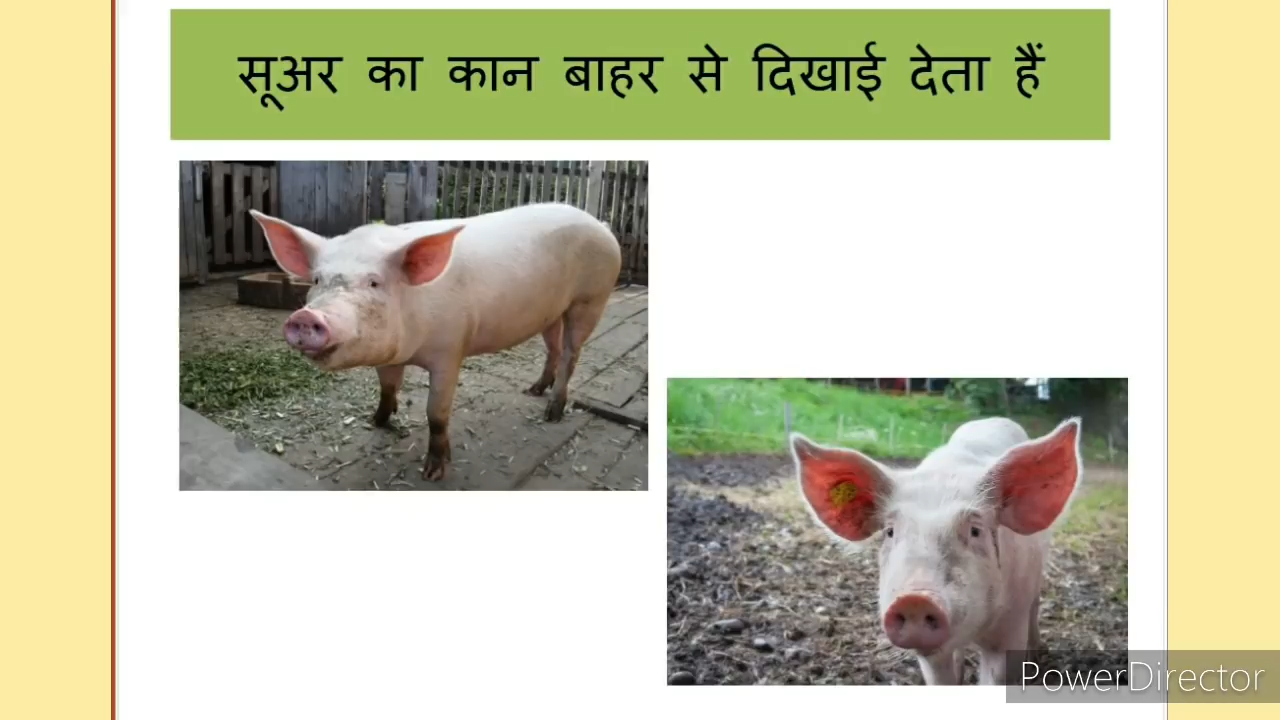 सूअर का कान बाहर से दिखाई देता हैं
PowerDirector